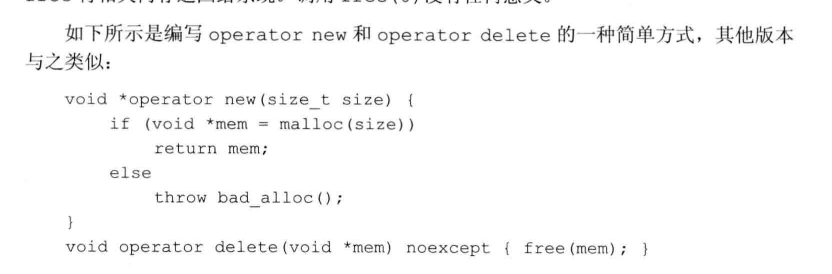 如下所示是编写 operator new 和 operator delete 的一种简单方式，其他版本
与之类似：
void *operator new(size_t size) {
if (void *mem = malloc(size))
return mem;
else
throw bad_alloc();
}
void operator delete(void *mem) noexcept { free(mem); }